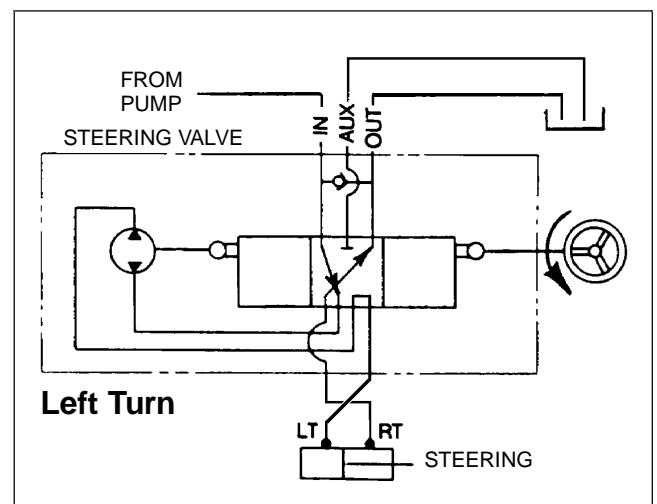 FROM
PUMP
IN
AUX
OUT
STEERING VALVE
Left Turn
LT RT
STEERING